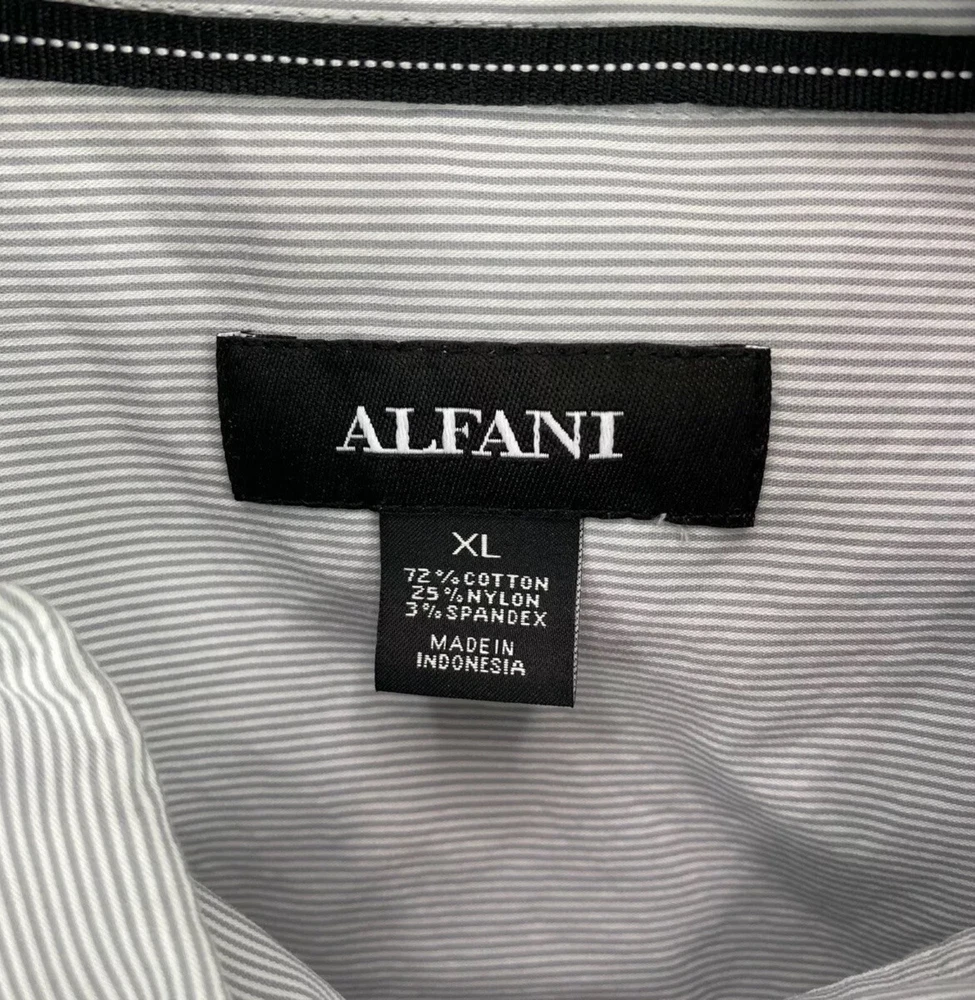 ALFANI
XL
72% COTTON
25% NYLON
3% SPANDEX
MADE IN
INDONESIA